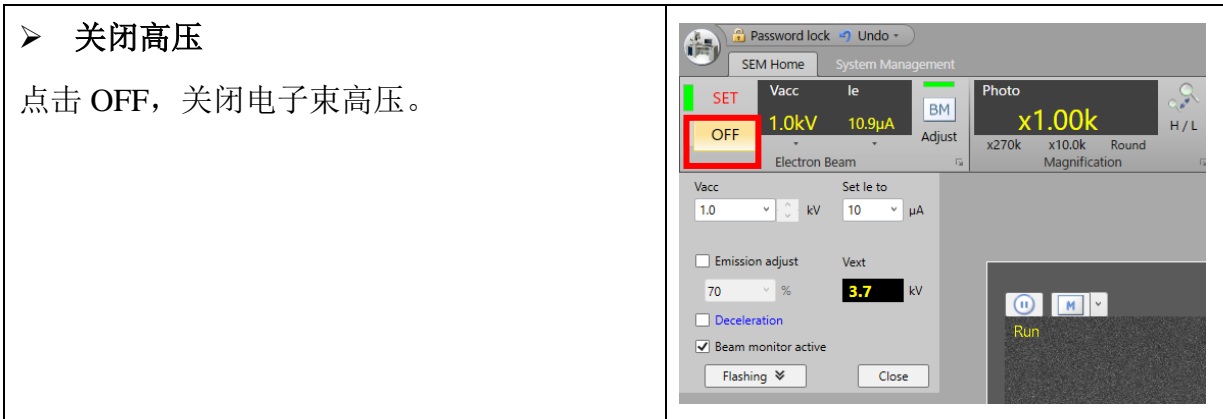 ➢ 关闭高压
点击 OFF，关闭电子束高压。
Password lock Undo
SEM Home System Management
SET
OFF
Vacc Ie
1.0kV 10.9µA
BM
Adjust
Electron Beam
Photo
x1.00k
x270k x10.0k Round
Magnification
H / L
Vacc Set Ie to
1.0 kV 10 µA
Emission adjust Vext
70 % 3.7 kV
Deceleration
Beam monitor active
Flashing Close
M
Run